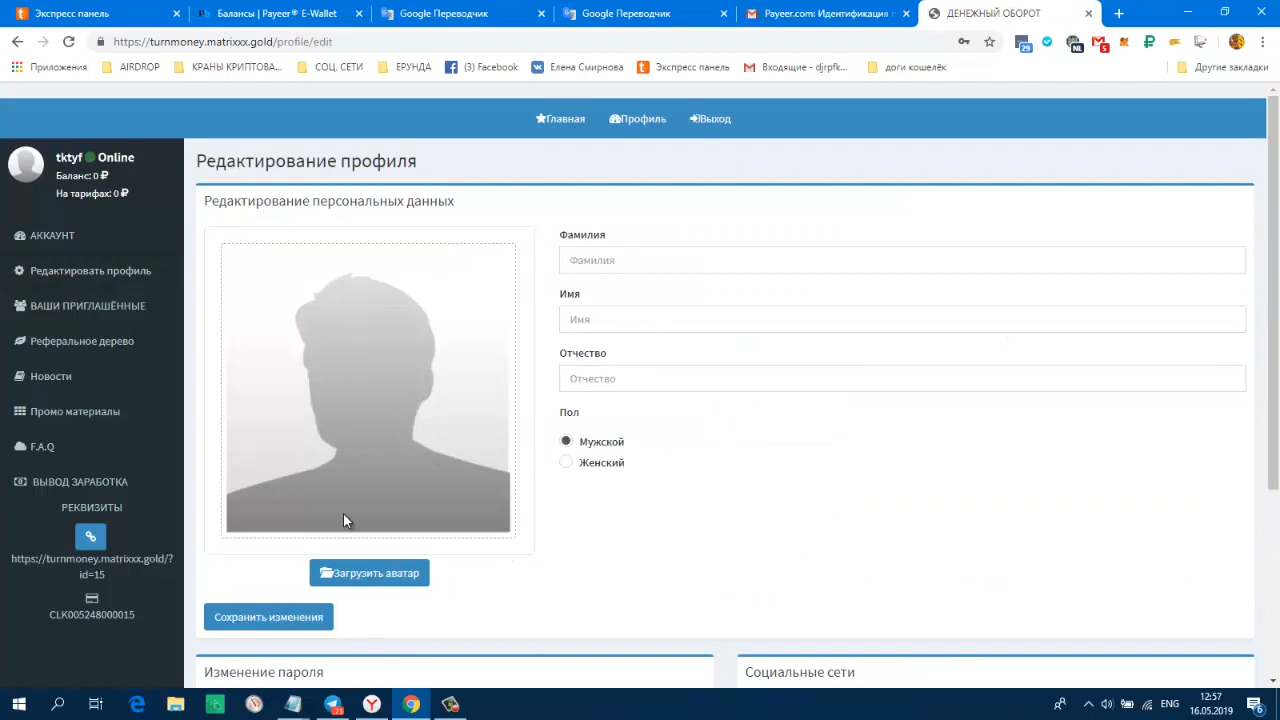 Экспресс панель
Балансы | Payeer® E-Wallet
Google Переводчик
Google Переводчик
Payeer.com: Идентификация п
ДЕНЕЖНЫЙ ОБОРОТ
https://turnmoney.matrixxx.gold/profile/edit
29
NL
5
Приложения
AIRDROP
КРАНЫ КРИПТОВА...
СОЦ. СЕТИ
ЕРУНДА
(3) Facebook
Елена Смирнова
Экспресс панель
Входящие - djrpfk...
доги кошелёк
Другие закладки
Главная
Профиль
Выход
tktyf Online
Баланс: 0 ₽
На тарифах: 0 ₽
АККАУНТ
Редактировать профиль
ВАШИ ПРИГЛАШЁННЫЕ
Реферальное дерево
Новости
Промо материалы
F.A.Q
ВЫВОД ЗАРАБОТКА
РЕКВИЗИТЫ
https://turnmoney.matrixxx.gold/?
id=15
CLK005248000015
Редактирование профиля
Редактирование персональных данных
Загрузить аватар
Сохранить изменения
Фамилия
Фамилия
Имя
Имя
Отчество
Отчество
Пол
Мужской
Женский
Изменение пароля
Социальные сети
ENG
12:57
16.05.2019